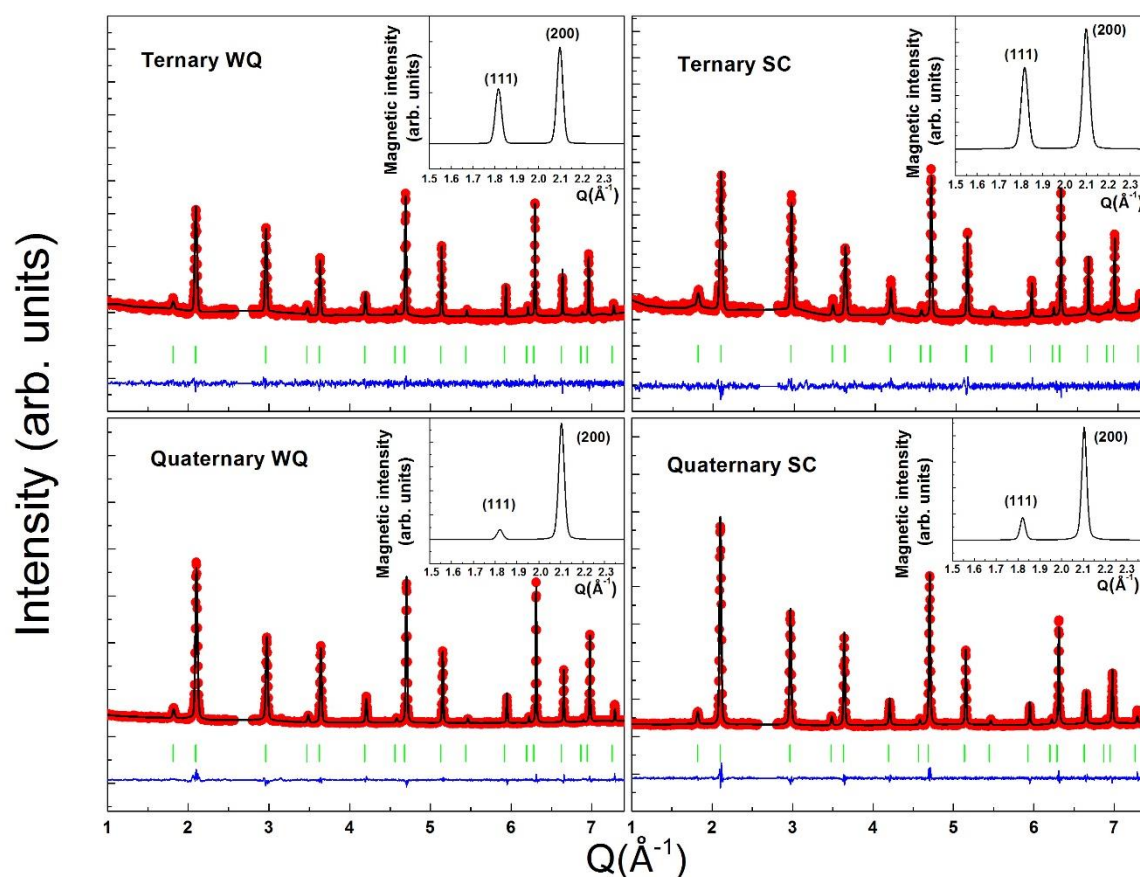 Intensity (arb. units)
Ternary WQ
Magnetic intensity
(arb. units)
(111)
(200)
1.5 1.6 1.7 1.8 1.9 2.0 2.1 2.2 2.3
Q(Å⁻¹)
Ternary SC
Magnetic intensity
(arb. units)
(111)
(200)
1.5 1.6 1.7 1.8 1.9 2.0 2.1 2.2 2.3
Q(Å⁻¹)
Quaternary WQ
Magnetic intensity
(arb. units)
(111)
(200)
1.5 1.6 1.7 1.8 1.9 2.0 2.1 2.2 2.3
Q(Å⁻¹)
Quaternary SC
Magnetic intensity
(arb. units)
(111)
(200)
1.5 1.6 1.7 1.8 1.9 2.0 2.1 2.2 2.3
Q(Å⁻¹)
1 2 3 4 5 6 7 2 3 4 5 6 7
Q(Å⁻¹)